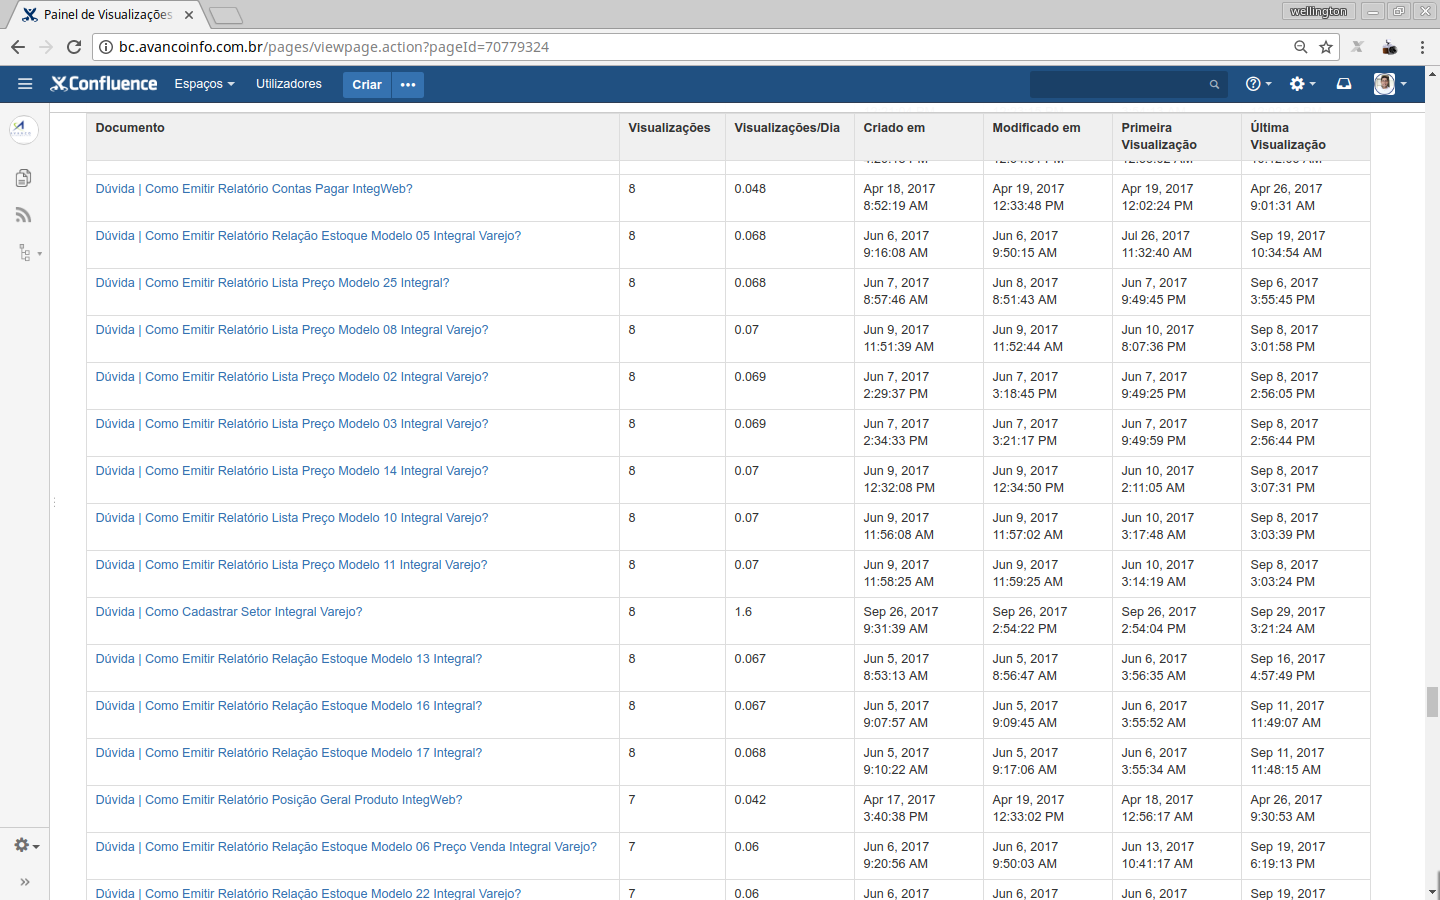 Painel de Visualizações
wellington
bc.avancoinfo.com.br/pages/viewpage.action?pageId=70779324
Confluence Espaços Utilizadores Criar
Documento Visualizações Visualizações/Dia Criado em Modificado em Primeira Visualização Última Visualização
Dúvida | Como Emitir Relatório Contas Pagar IntegWeb? 8 0.048 Apr 18, 2017 8:52:19 AM Apr 19, 2017 12:33:48 PM Apr 19, 2017 12:02:24 PM Apr 26, 2017 9:01:31 AM
Dúvida | Como Emitir Relatório Relação Estoque Modelo 05 Integral Varejo? 8 0.068 Jun 6, 2017 9:16:08 AM Jun 6, 2017 9:50:15 AM Jul 26, 2017 11:32:40 AM Sep 19, 2017 10:34:54 AM
Dúvida | Como Emitir Relatório Lista Preço Modelo 25 Integral? 8 0.068 Jun 7, 2017 8:57:46 AM Jun 8, 2017 8:51:43 AM Jun 7, 2017 9:49:45 PM Sep 6, 2017 3:55:45 PM
Dúvida | Como Emitir Relatório Lista Preço Modelo 08 Integral Varejo? 8 0.07 Jun 9, 2017 11:51:39 AM Jun 9, 2017 11:52:44 AM Jun 10, 2017 8:07:36 PM Sep 8, 2017 3:01:58 PM
Dúvida | Como Emitir Relatório Lista Preço Modelo 02 Integral Varejo? 8 0.069 Jun 7, 2017 2:29:37 PM Jun 7, 2017 3:18:45 PM Jun 7, 2017 9:49:25 PM Sep 8, 2017 2:56:05 PM
Dúvida | Como Emitir Relatório Lista Preço Modelo 03 Integral Varejo? 8 0.069 Jun 7, 2017 2:34:33 PM Jun 7, 2017 3:21:17 PM Jun 7, 2017 9:49:59 PM Sep 8, 2017 2:56:44 PM
Dúvida | Como Emitir Relatório Lista Preço Modelo 14 Integral Varejo? 8 0.07 Jun 9, 2017 12:32:08 PM Jun 9, 2017 12:34:50 PM Jun 10, 2017 2:11:05 AM Sep 8, 2017 3:07:31 PM
Dúvida | Como Emitir Relatório Lista Preço Modelo 10 Integral Varejo? 8 0.07 Jun 9, 2017 11:56:08 AM Jun 9, 2017 11:57:02 AM Jun 10, 2017 3:17:48 AM Sep 8, 2017 3:03:39 PM
Dúvida | Como Emitir Relatório Lista Preço Modelo 11 Integral Varejo? 8 0.07 Jun 9, 2017 11:58:25 AM Jun 9, 2017 11:59:25 AM Jun 10, 2017 3:14:19 AM Sep 8, 2017 3:03:24 PM
Dúvida | Como Cadastrar Setor Integral Varejo? 8 1.6 Sep 26, 2017 9:31:39 AM Sep 26, 2017 2:54:22 PM Sep 26, 2017 2:54:04 PM Sep 29, 2017 3:21:24 AM
Dúvida | Como Emitir Relatório Relação Estoque Modelo 13 Integral? 8 0.067 Jun 5, 2017 8:53:13 AM Jun 5, 2017 8:56:47 AM Jun 6, 2017 3:56:35 AM Sep 16, 2017 4:57:49 PM
Dúvida | Como Emitir Relatório Relação Estoque Modelo 16 Integral? 8 0.067 Jun 5, 2017 9:07:57 AM Jun 5, 2017 9:09:45 AM Jun 6, 2017 3:55:52 AM Sep 11, 2017 11:49:07 AM
Dúvida | Como Emitir Relatório Relação Estoque Modelo 17 Integral? 8 0.068 Jun 5, 2017 9:10:22 AM Jun 5, 2017 9:17:06 AM Jun 6, 2017 3:55:34 AM Sep 11, 2017 11:48:15 AM
Dúvida | Como Emitir Relatório Posição Geral Produto IntegWeb? 7 0.042 Apr 17, 2017 3:40:38 PM Apr 19, 2017 12:33:02 PM Apr 18, 2017 12:56:17 AM Apr 26, 2017 9:30:53 AM
Dúvida | Como Emitir Relatório Relação Estoque Modelo 06 Preço Venda Integral Varejo? 7 0.06 Jun 6, 2017 9:20:56 AM Jun 6, 2017 9:50:03 AM Jun 13, 2017 10:41:17 AM Sep 19, 2017 6:19:13 PM
Dúvida | Como Emitir Relatório Relação Estoque Modelo 22 Integral Varejo? 7 0.06 Jun 6, 2017 Jun 6, 2017 Jun 6, 2017 Sep 19, 2017